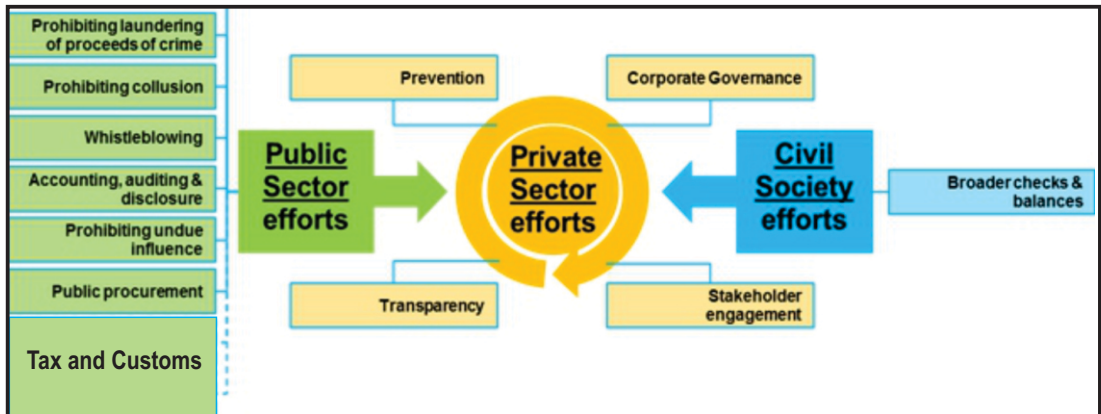 Prohibiting laundering
of proceeds of crime
Prohibiting collusion
Whistleblowing
Accounting, auditing &
disclosure
Prohibiting undue
influence
Public procurement
Tax and Customs
Public
Sector
efforts
Prevention
Transparency
Private
Sector
efforts
Corporate Governance
Stakeholder
engagement
Civil
Society
efforts
Broader checks &
balances